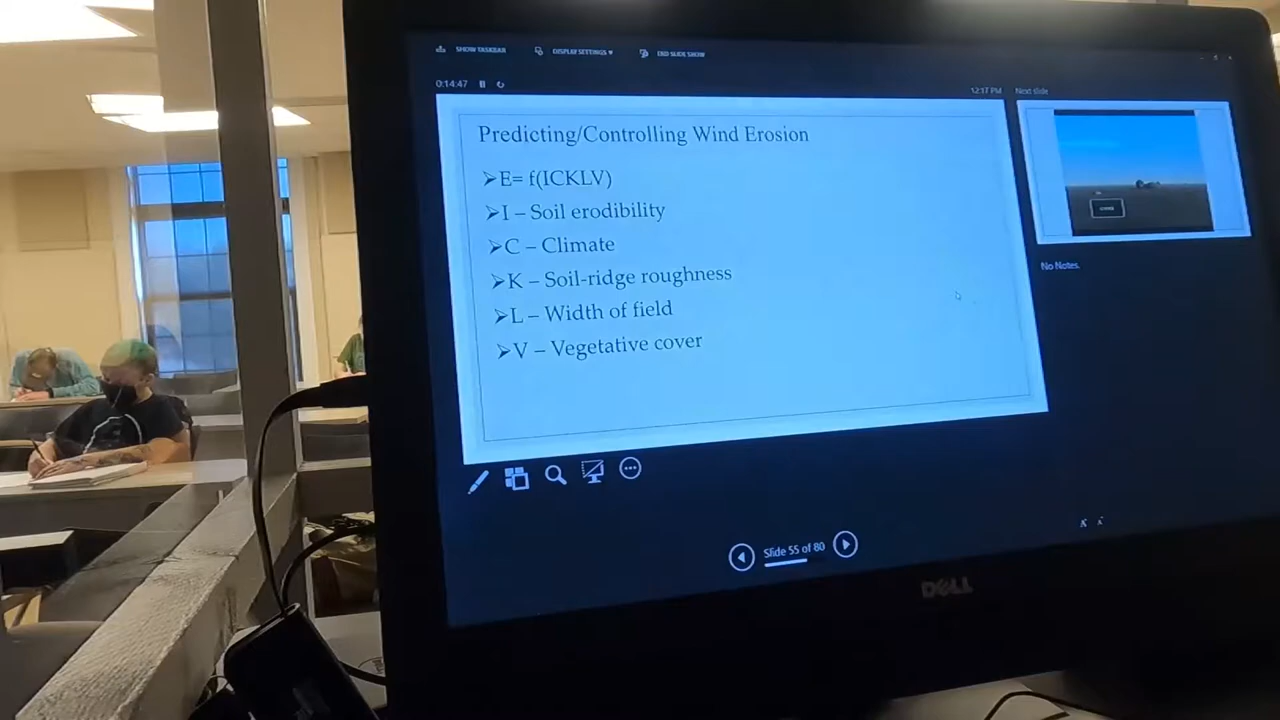 SHOW TASKBAR
DISPLAY SETTINGS ▾
END SLIDE SHOW
0:14:47
12:17 PM
Next slide
Predicting/Controlling Wind Erosion
➢E= f(ICKLV)
➢I – Soil erodibility
➢C – Climate
➢K – Soil-ridge roughness
➢L – Width of field
➢V – Vegetative cover
No Notes.
Slide 55 of 80
DELL